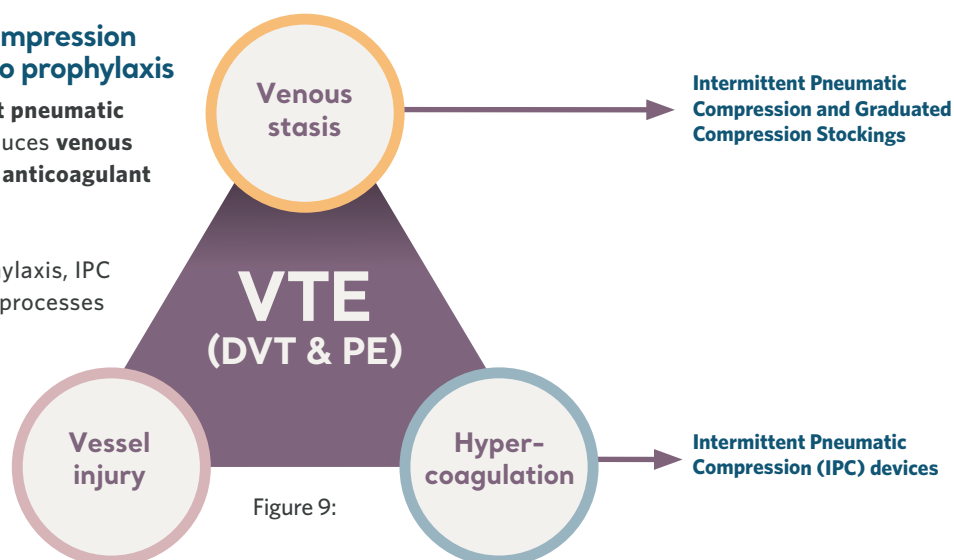 mpression
o prophylaxis
t pneumatic
uces venous
anticoagulant
ylaxis, IPC
processes
Venous
stasis
Intermittent Pneumatic
Compression and Graduated
Compression Stockings
VTE
(DVT & PE)
Vessel
injury
Hyper-
coagulation
Intermittent Pneumatic
Compression (IPC) devices
Figure 9: